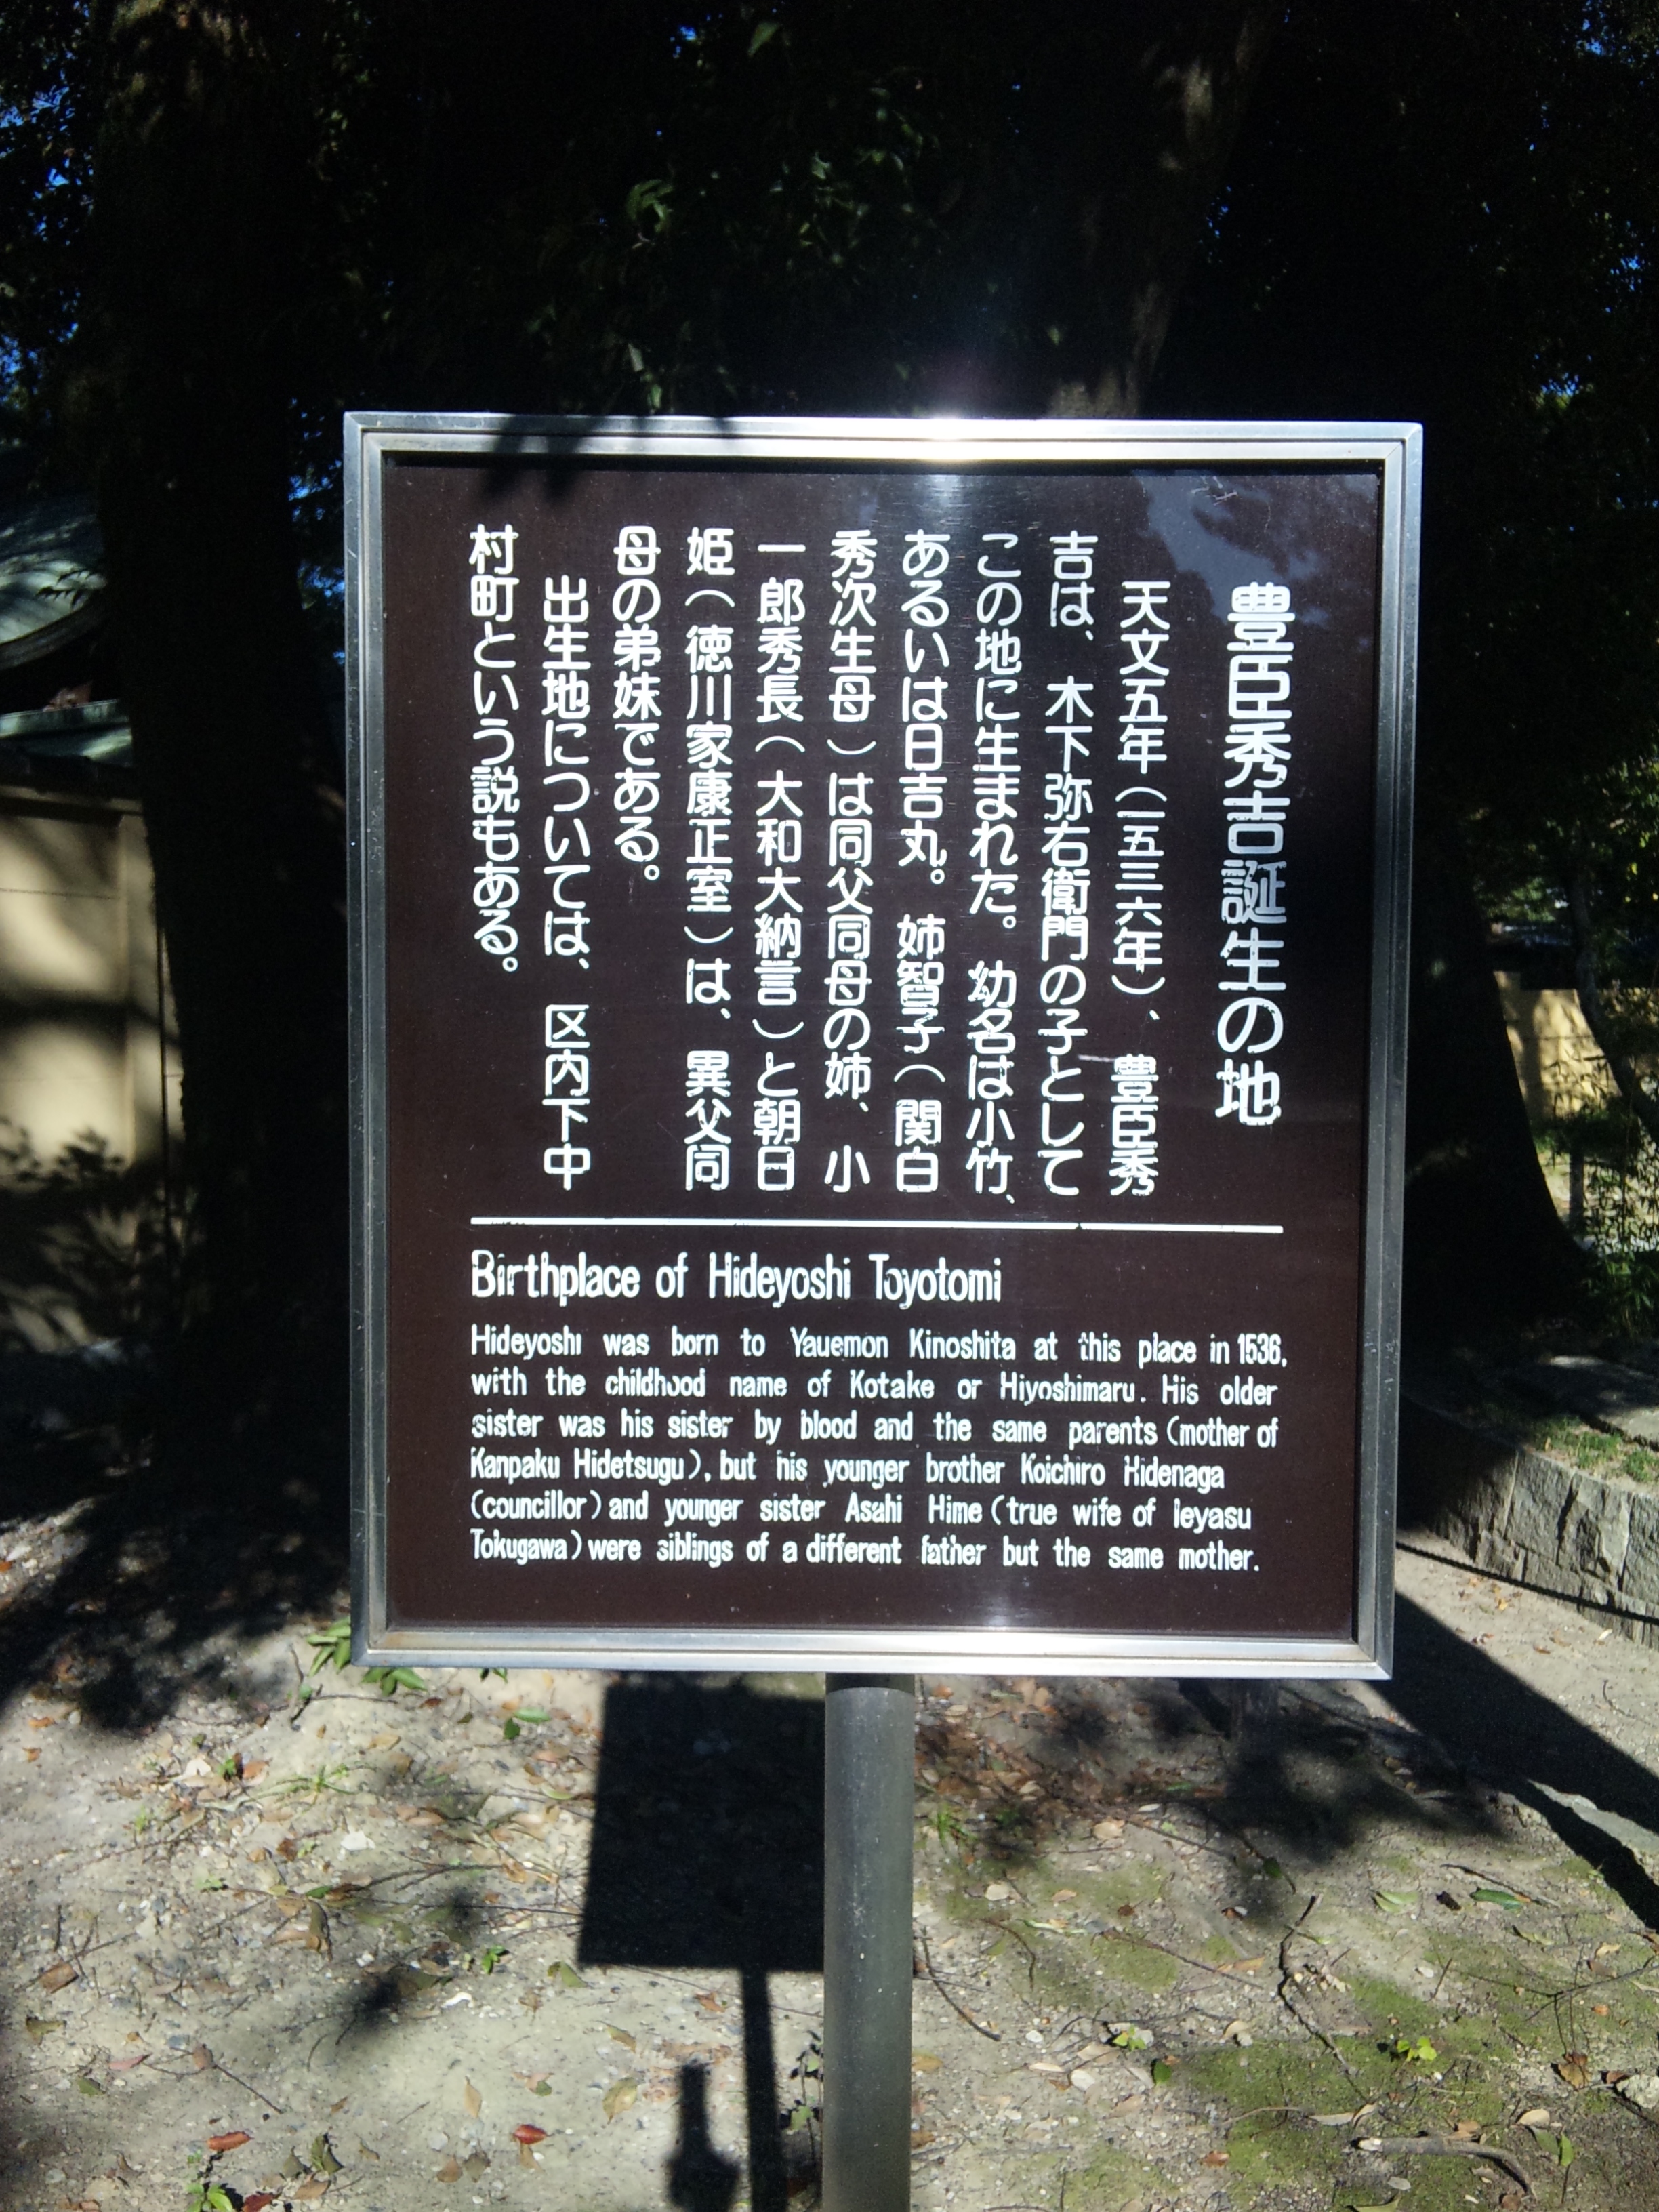 豊臣秀吉誕生の地
天文五年(一五三六年)、豊臣秀
吉は、木下弥右衛門の子として
この地に生まれた。幼名は小竹、
あるいは日吉丸。姉智子(関白
秀次生母)は同父同母の姉、小
一郎秀長(大和大納言)と朝日
姫(徳川家康正室)は、異父同
母の弟妹である。
出生地については、区内下中
村町という説もある。
Birthplace of Hideyoshi Toyotomi
Hideyoshi was born to Yauemon Kinoshita at this place in 1536,
with the childhood name of Kotake or Hiyoshimaru. His older
sister was his sister by blood and the same parents (mother of
Kanpaku Hidetsugu), but his younger brother Koichiro Hidenaga
(councillor) and younger sister Asahi Hime (true wife of Ieyasu
Tokugawa) were siblings of a different father but the same mother.